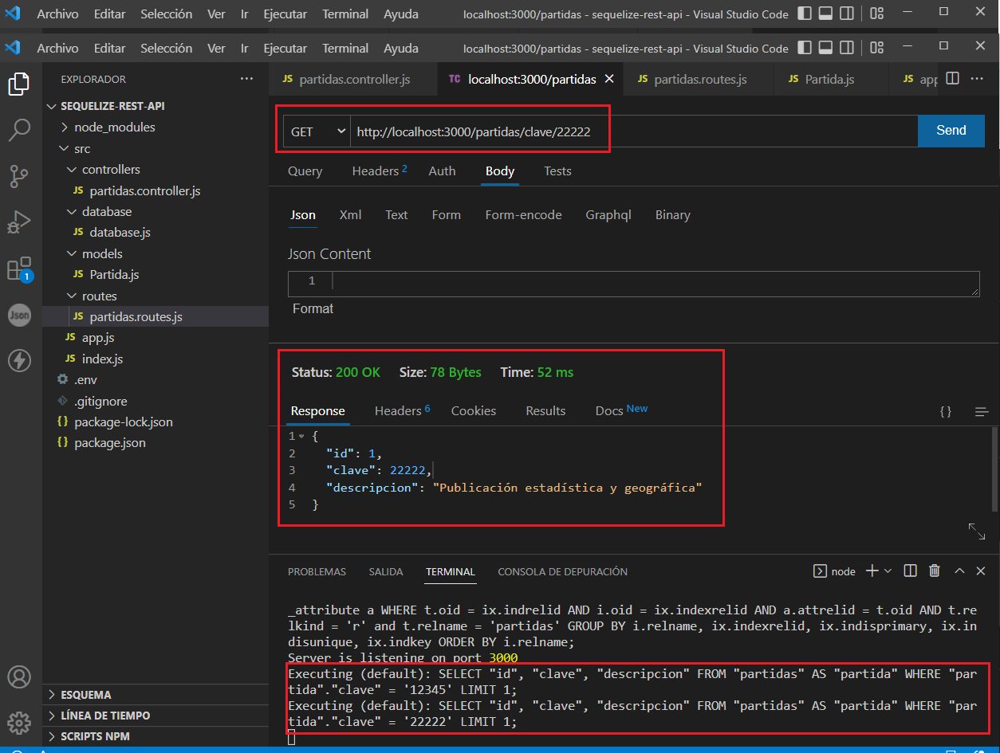 Archivo Editar Selección Ver Ir Ejecutar Terminal Ayuda localhost:3000/partidas - sequelize-rest-api - Visual Studio Code
Archivo Editar Selección Ver Ir Ejecutar Terminal Ayuda localhost:3000/partidas - sequelize-rest-api - Visual Studio Code
EXPLORADOR ···
JS partidas.controller.js TC localhost:3000/partidas JS partidas.routes.js JS Partida.js JS app ···
SEQUELIZE-REST-API
node_modules
src
controllers
JS partidas.controller.js
database
JS database.js
models
JS Partida.js
routes
JS partidas.routes.js
JS app.js
JS index.js
.env
.gitignore
{} package-lock.json
{} package.json
1
Json
ESQUEMA
LÍNEA DE TIEMPO
SCRIPTS NPM
GET http://localhost:3000/partidas/clave/22222 Send
Query Headers 2 Auth Body Tests
Json Xml Text Form Form-encode Graphql Binary
Json Content
1
Format
Status: 200 OK Size: 78 Bytes Time: 52 ms
Response Headers 6 Cookies Results Docs New {}
1 {
2 "id": 1,
3 "clave": 22222,
4 "descripcion": "Publicación estadística y geográfica"
5 }
PROBLEMAS SALIDA TERMINAL CONSOLA DE DEPURACIÓN node
_attribute a WHERE t.oid = ix.indrelid AND i.oid = ix.indexrelid AND a.attrelid = t.oid AND t.re
lkind = 'r' and t.relname = 'partidas' GROUP BY i.relname, ix.indexrelid, ix.indisprimary, ix.in
disunique, ix.indkey ORDER BY i.relname;
Server is listening on port 3000
Executing (default): SELECT "id", "clave", "descripcion" FROM "partidas" AS "partida" WHERE "par
tida"."clave" = '12345' LIMIT 1;
Executing (default): SELECT "id", "clave", "descripcion" FROM "partidas" AS "partida" WHERE "par
tida"."clave" = '22222' LIMIT 1;